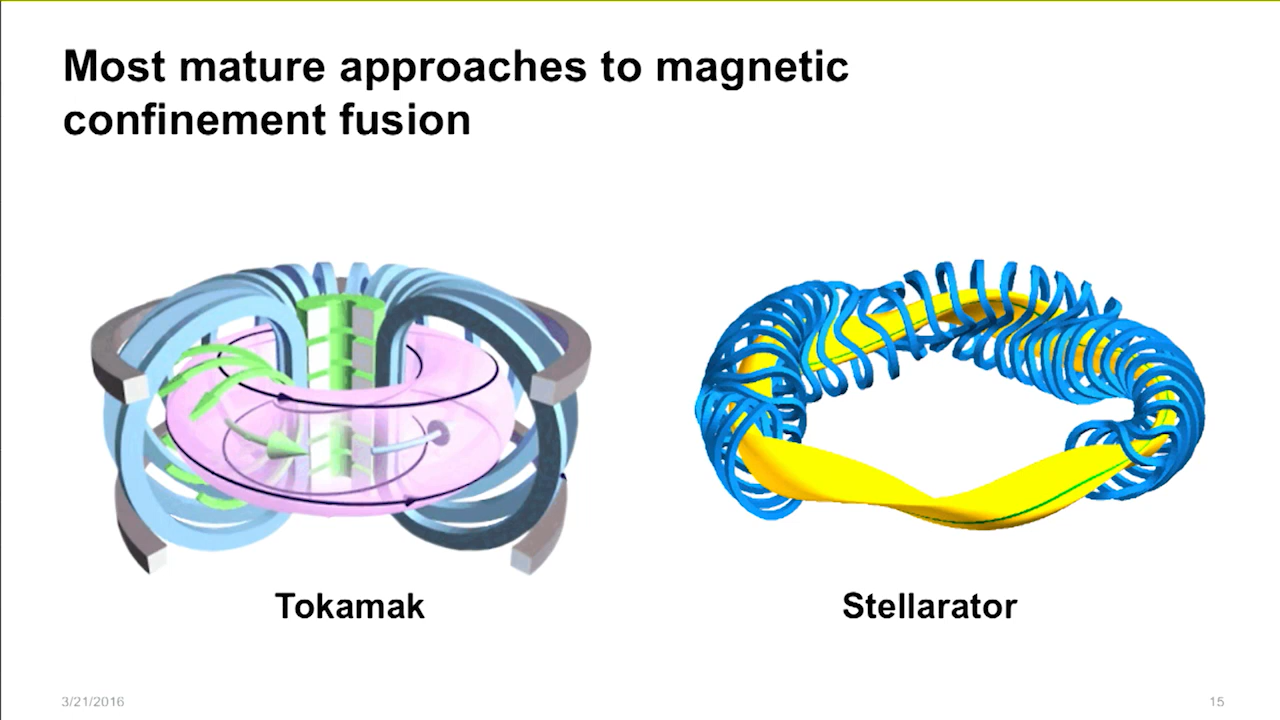 Most mature approaches to magnetic
confinement fusion
Tokamak
Stellarator
3/21/2016
15